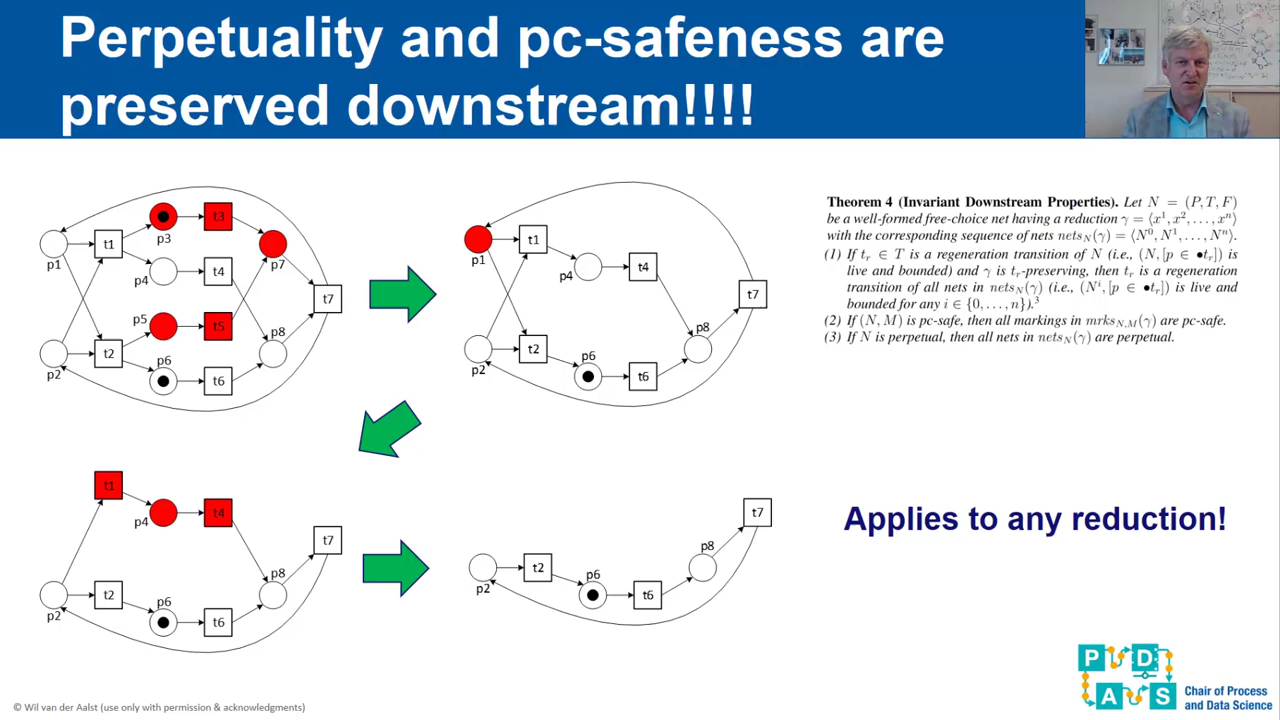 Perpetuality and pc-safeness are
preserved downstream!!!!
p1
p2
t1
t2
p3
p4
p5
p6
t3
t4
t5
t6
p7
p8
t7
p1
p2
t1
t2
p4
p6
t4
t6
p8
t7
Theorem 4 (Invariant Downstream Properties). Let N = (P, T, F)
be a well-formed free-choice net having a reduction γ = ⟨x¹, x², . . . , xⁿ⟩
with the corresponding sequence of nets nets_N(γ) = ⟨N⁰, N¹, . . . , Nⁿ⟩.
(1) If t_r ∈ T is a regeneration transition of N (i.e., (N, [p ∈ •t_r]) is
live and bounded) and γ is t_r-preserving, then t_r is a regeneration
transition of all nets in nets_N(γ) (i.e., (Nⁱ, [p ∈ •t_r]) is live and
bounded for any i ∈ {0, . . . , n}).³
(2) If (N, M) is pc-safe, then all markings in mrks_N,M(γ) are pc-safe.
(3) If N is perpetual, then all nets in nets_N(γ) are perpetual.
t1
p4
t4
p2
t2
p6
t6
p8
t7
p2
t2
p6
t6
p8
t7
Applies to any reduction!
P D
A S
Chair of Process
and Data Science
© Wil van der Aalst (use only with permission & acknowledgments)